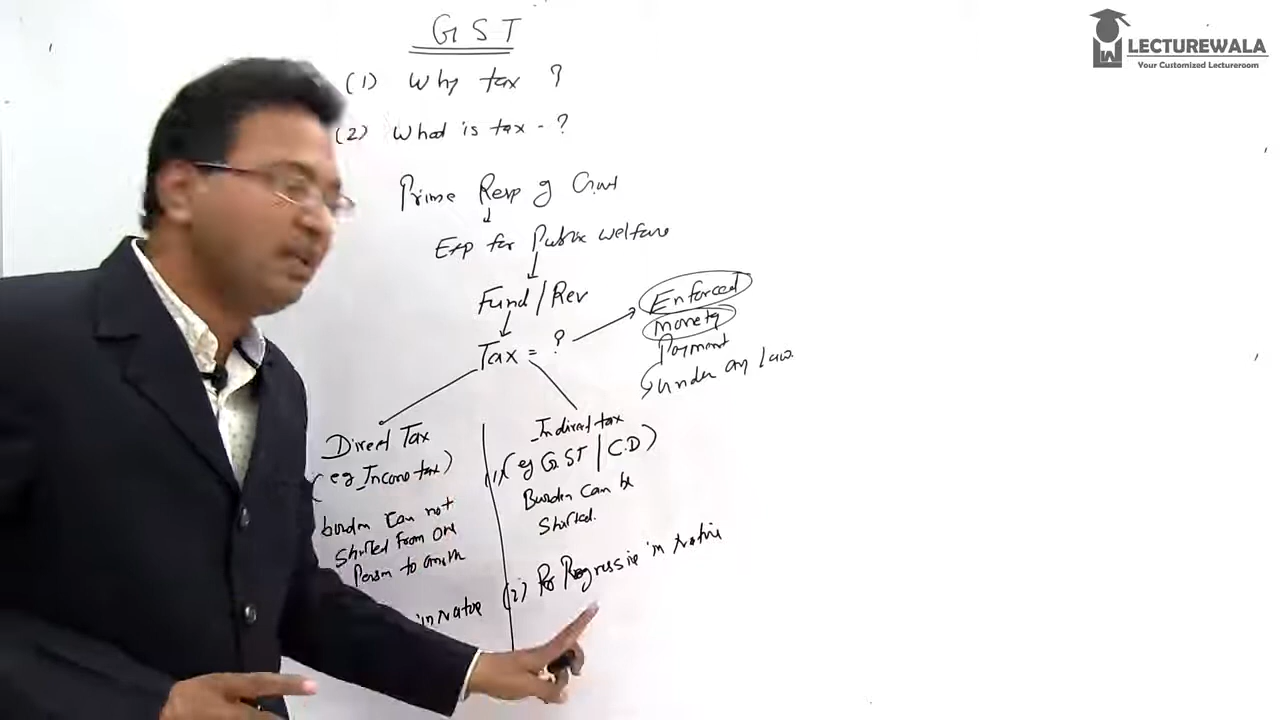 GST
LECTUREWALA
Your Customized Lectureroom
(1) Why tax ?
(2) What is tax - ?
Prime Resp of Govt
↓
Exp for Public welfare
↓
Fund / Rev
↓
Tax = ?
Enforced
monety
Payment
under any Law.
Direct Tax
(eg Income tax)
burden can not
Shifted from one
Person to
in nature
Indirect tax
(1) (eg GST / C.D)
Burden can be
Shifted.
(2) Regressive in nature